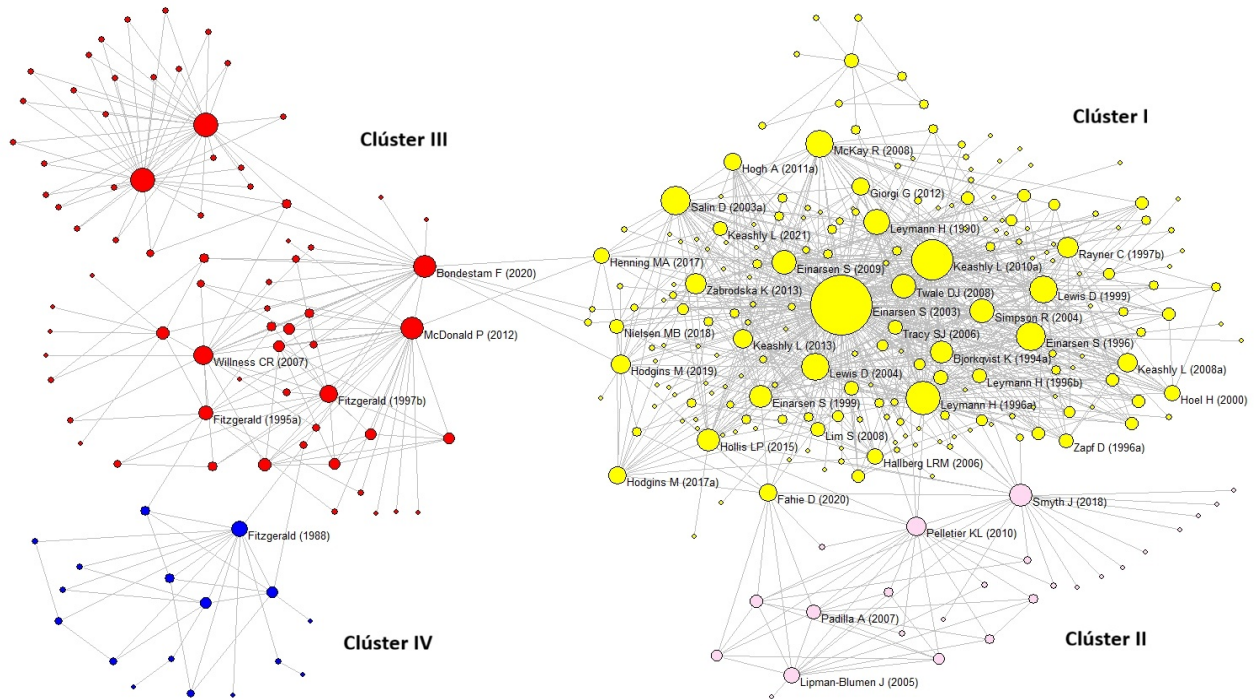 Clúster I
Clúster III
McKay R (2008)
Hogh A (2011a)
Giorgi G (2012)
Salin D (2003a)
Keashly L (2021)
Leymann H (1990)
Rayner C (1997b)
Henning MA (2017)
Einarsen S (2009)
Keashly L (2010a)
Bondestam F (2020)
Zabrodska K (2013)
Twale DJ (2008)
Lewis D (1999)
Einarsen S (2003)
Simpson R (2004)
Nielsen MB (2018)
Tracy SJ (2006)
McDonald P (2012)
Keashly L (2013)
Einarsen S (1996)
Bjorkqvist K (1994a)
Willness CR (2007)
Hodgins M (2019)
Lewis D (2004)
Keashly L (2008a)
Leymann H (1996b)
Fitzgerald (1997b)
Einarsen S (1999)
Leymann H (1996a)
Hoel H (2000)
Fitzgerald (1995a)
Lim S (2008)
Hollis LP (2015)
Zapf D (1996a)
Hallberg LRM (2006)
Hodgins M (2017a)
Fahie D (2020)
Smyth J (2018)
Fitzgerald (1988)
Pelletier KL (2010)
Padilla A (2007)
Clúster IV
Clúster II
Lipman-Blumen J (2005)